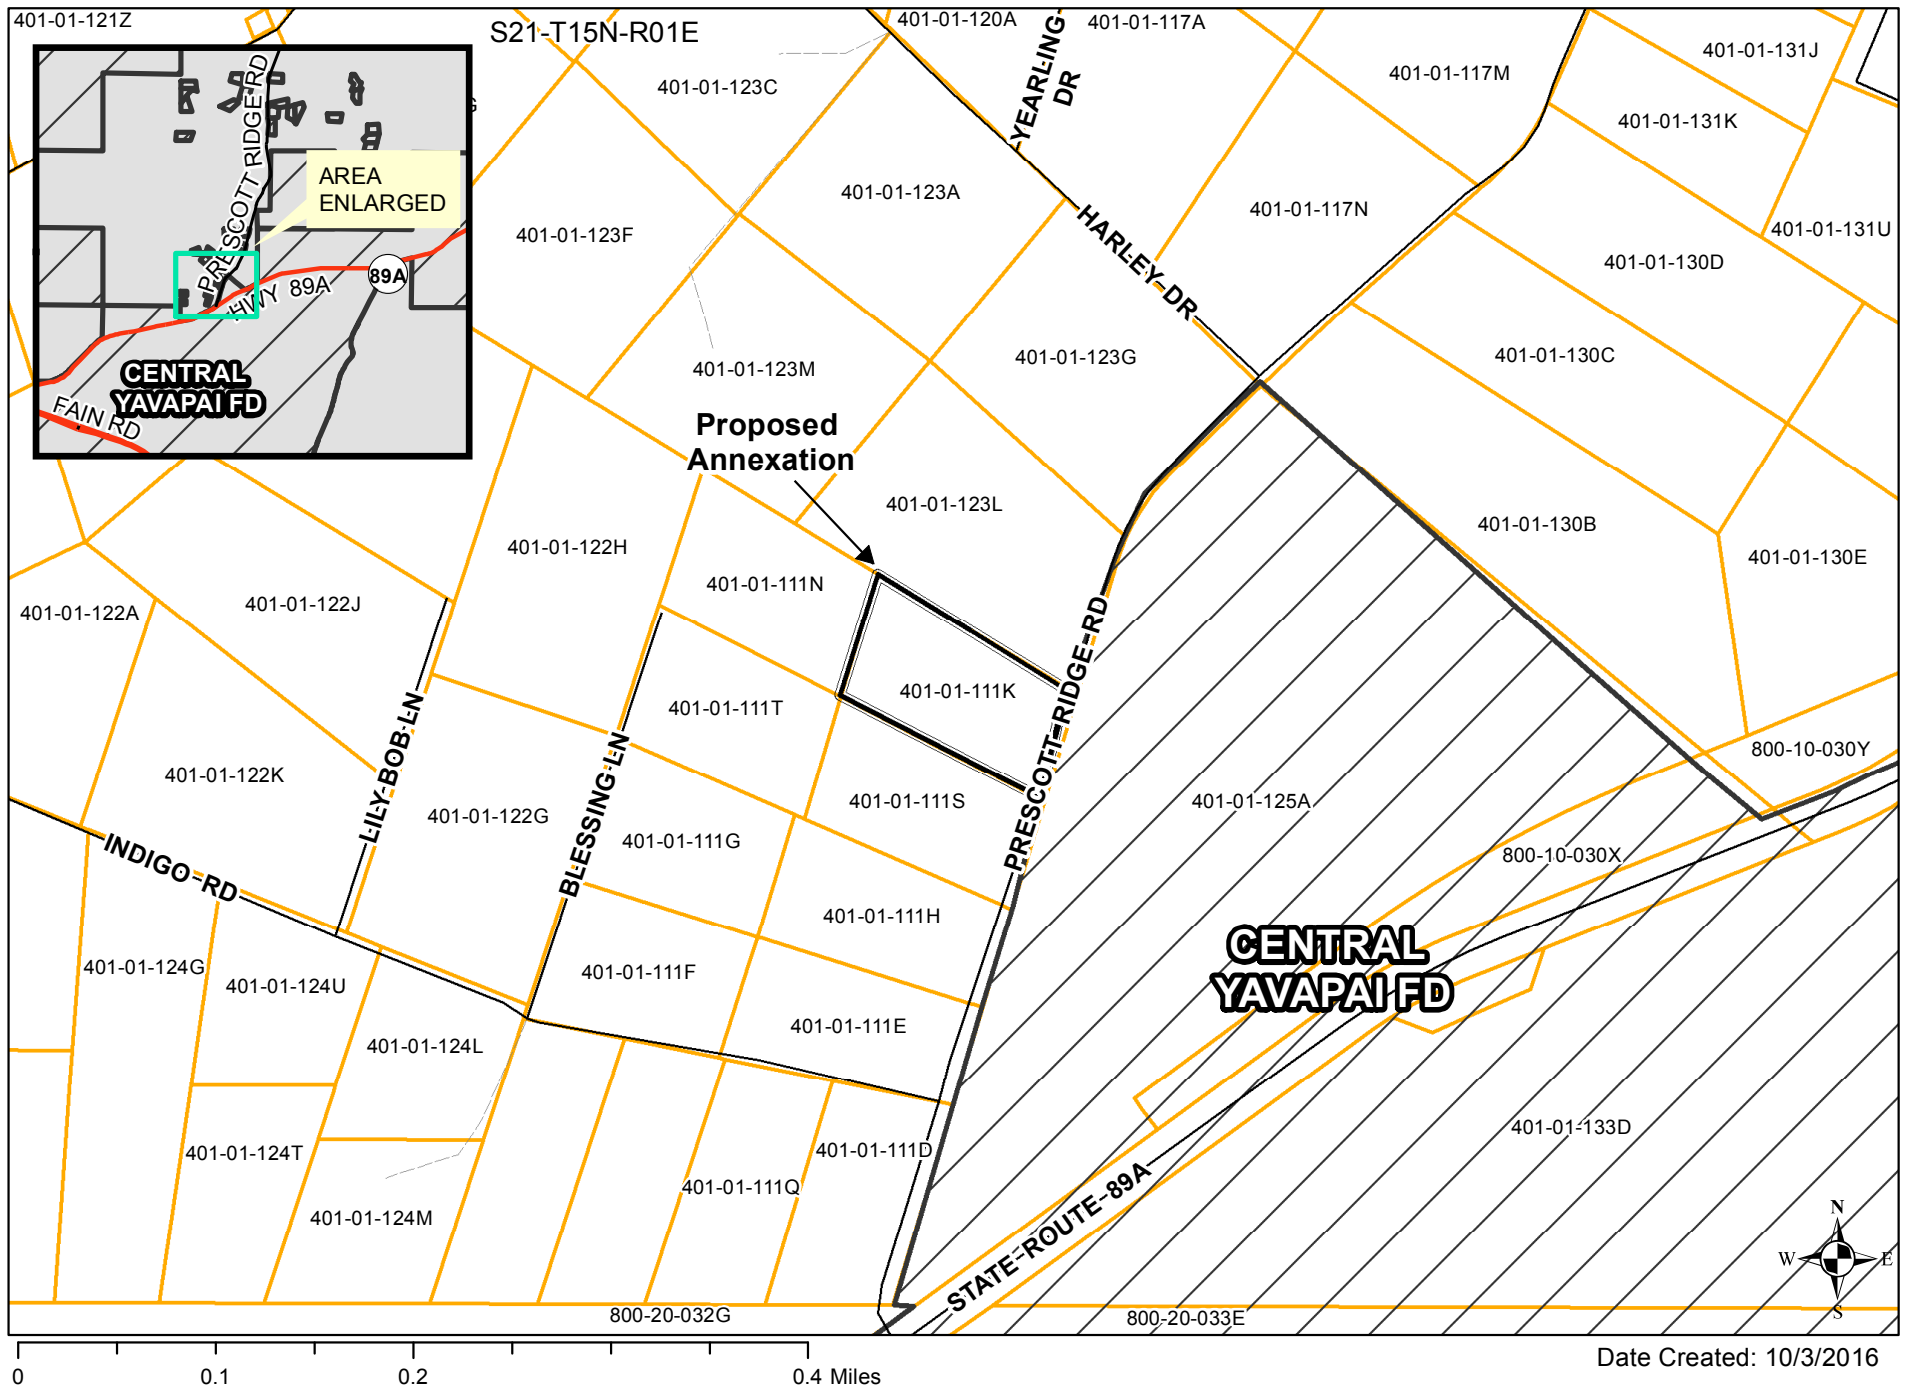 401-01-121Z
S21-T15N-R01E
401-01-120A
401-01-117A
401-01-131J
YEARLING
DR
401-01-123C
401-01-117M
401-01-131K
PRESCOTT RIDGE RD
AREA
ENLARGED
HWY 89A
89A
CENTRAL
YAVAPAI FD
FAIN RD
401-01-123A
401-01-117N
401-01-131U
401-01-123F
HARLEY DR
401-01-130D
401-01-123M
401-01-123G
401-01-130C
Proposed
Annexation
401-01-123L
401-01-130B
401-01-122H
401-01-130E
401-01-111N
401-01-122A
401-01-122J
401-01-111K
PRESCOTT RIDGE RD
401-01-111T
LILY BOB LN
BLESSING LN
800-10-030Y
401-01-122K
401-01-111S
401-01-125A
401-01-122G
401-01-111G
INDIGO RD
800-10-030X
401-01-111H
CENTRAL
YAVAPAI FD
401-01-124G
401-01-124U
401-01-111F
401-01-111E
401-01-124L
401-01-133D
401-01-124T
401-01-111D
401-01-111Q
401-01-124M
STATE ROUTE 89A
N
W
E
S
800-20-032G
800-20-033E
0
0.1
0.2
0.4 Miles
Date Created: 10/3/2016